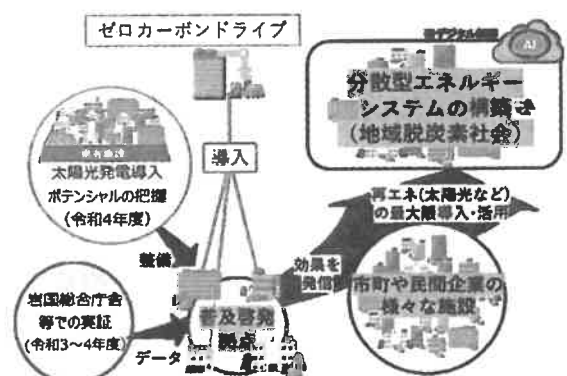 ゼロカーボンドライブ
AI
分散型エネルギー
システムの構築
(地域脱炭素社会)
太陽光発電導入
ポテンシャルの把握
(令和4年度)
導入
再エネ(太陽光など)
の最大限導入・活用
整備
効果を
発信
市町や民間企業の
様々な施設
岩国総合庁舎
等での実証
(令和3～4年度)
普及啓発
拠点
データ